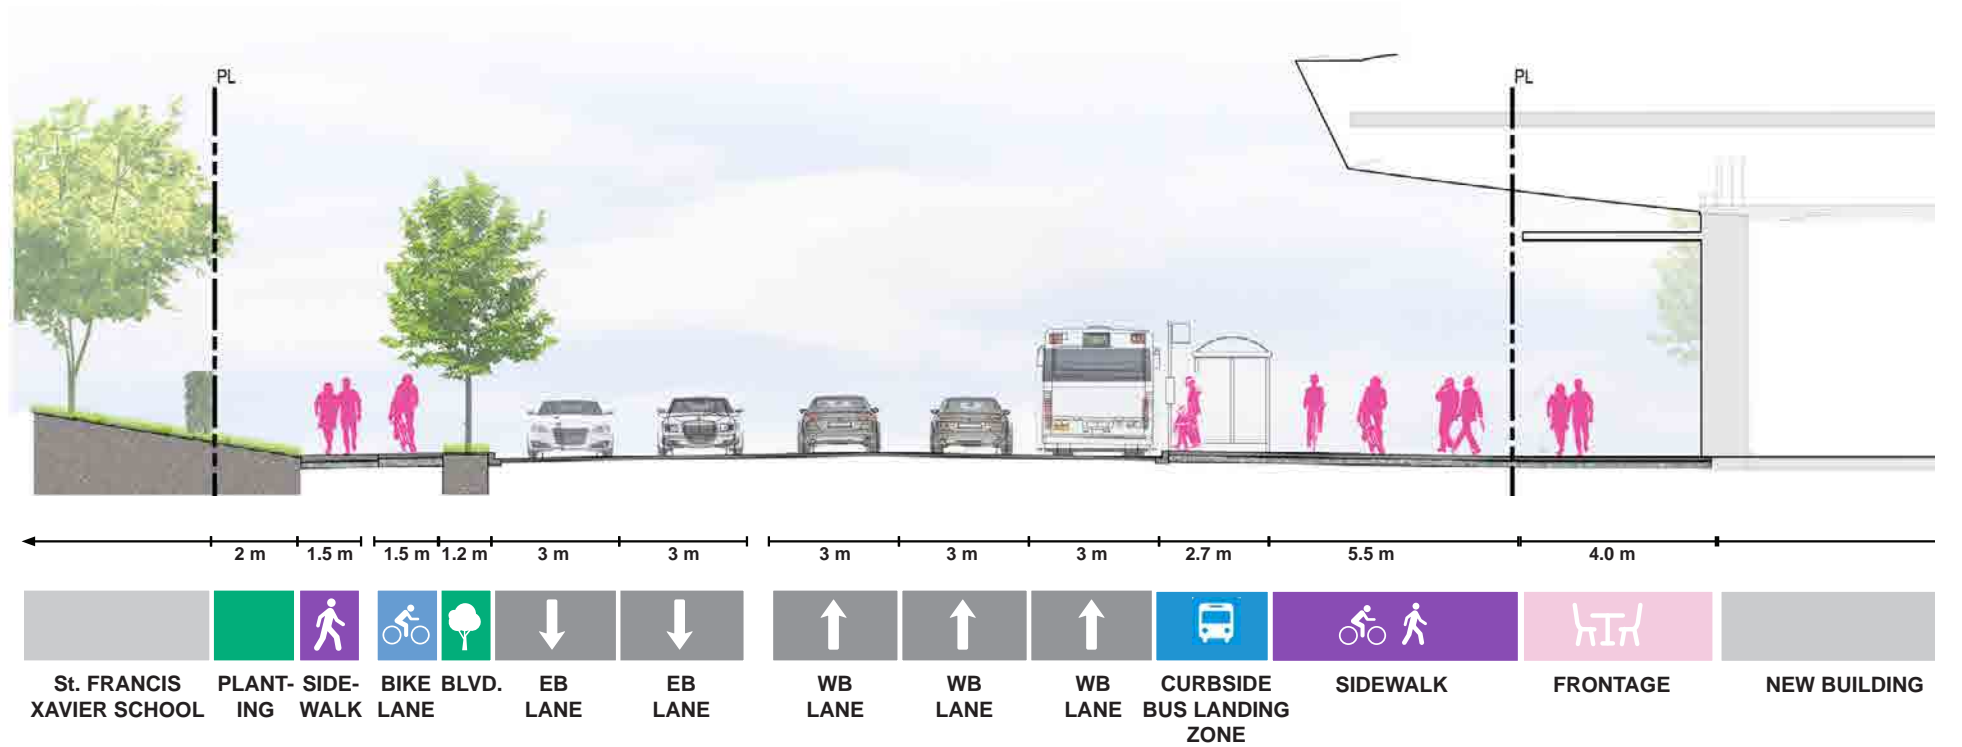 PL
PL
2 m 1.5 m 1.5 m 1.2 m 3 m 3 m 3 m 3 m 3 m 2.7 m 5.5 m 4.0 m
St. FRANCIS
XAVIER SCHOOL
PLANT-
ING
SIDE-
WALK
BIKE
LANE
BLVD.
EB
LANE
EB
LANE
WB
LANE
WB
LANE
WB
LANE
CURBSIDE
BUS LANDING
ZONE
SIDEWALK
FRONTAGE
NEW BUILDING